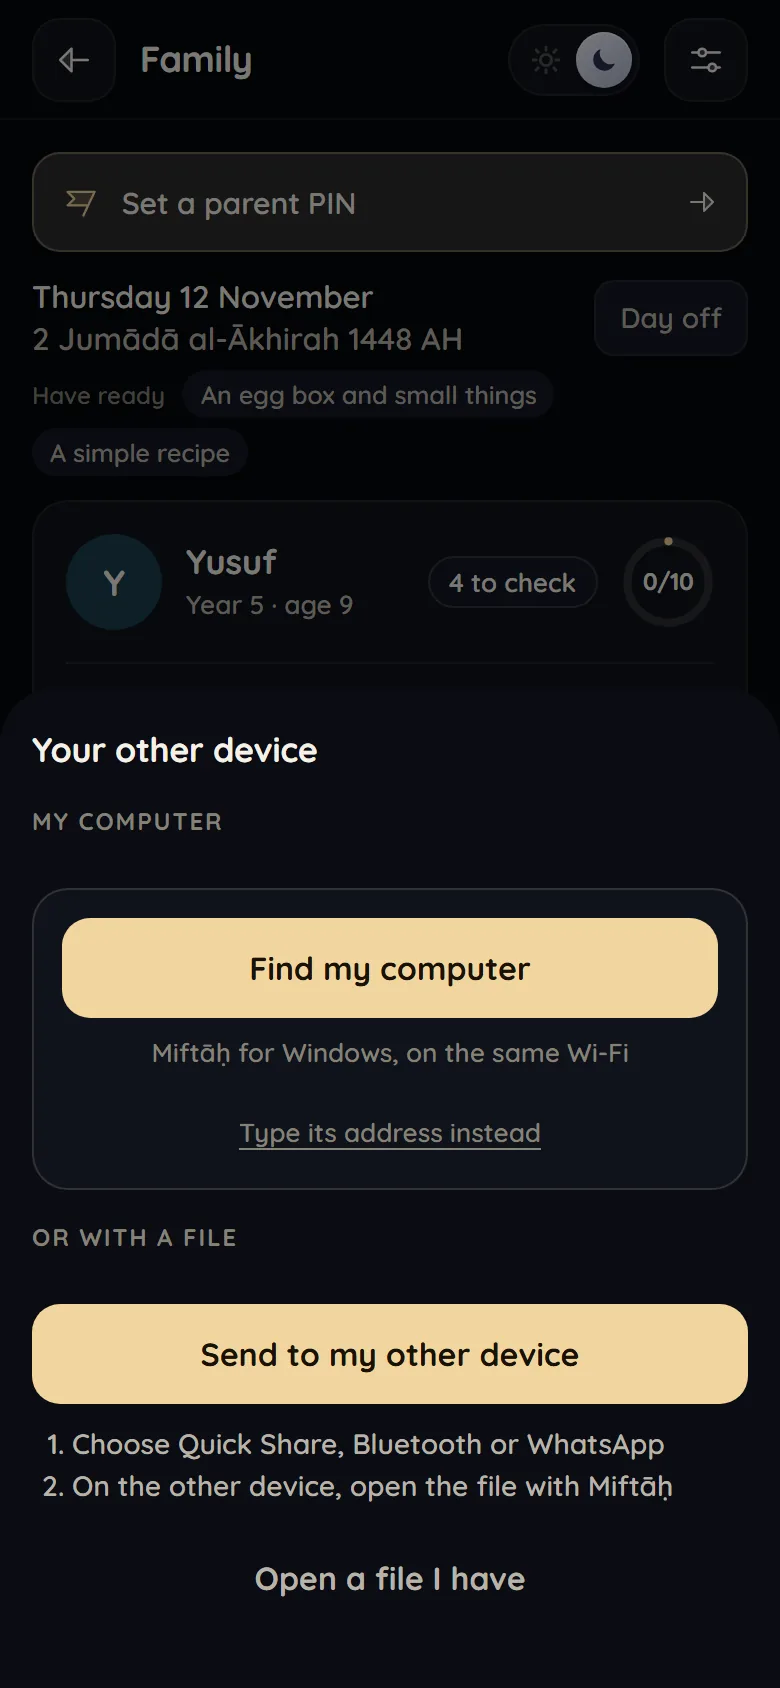 Family
Set a parent PIN
Thursday 12 November
2 Jumādā al-Ākhirah 1448 AH
Day off
Have ready
An egg box and small things
A simple recipe
Y
Yusuf
Year 5 · age 9
4 to check
0/10
Your other device
MY COMPUTER
Find my computer
Miftāḥ for Windows, on the same Wi-Fi
Type its address instead
OR WITH A FILE
Send to my other device
1. Choose Quick Share, Bluetooth or WhatsApp
2. On the other device, open the file with Miftāḥ
Open a file I have